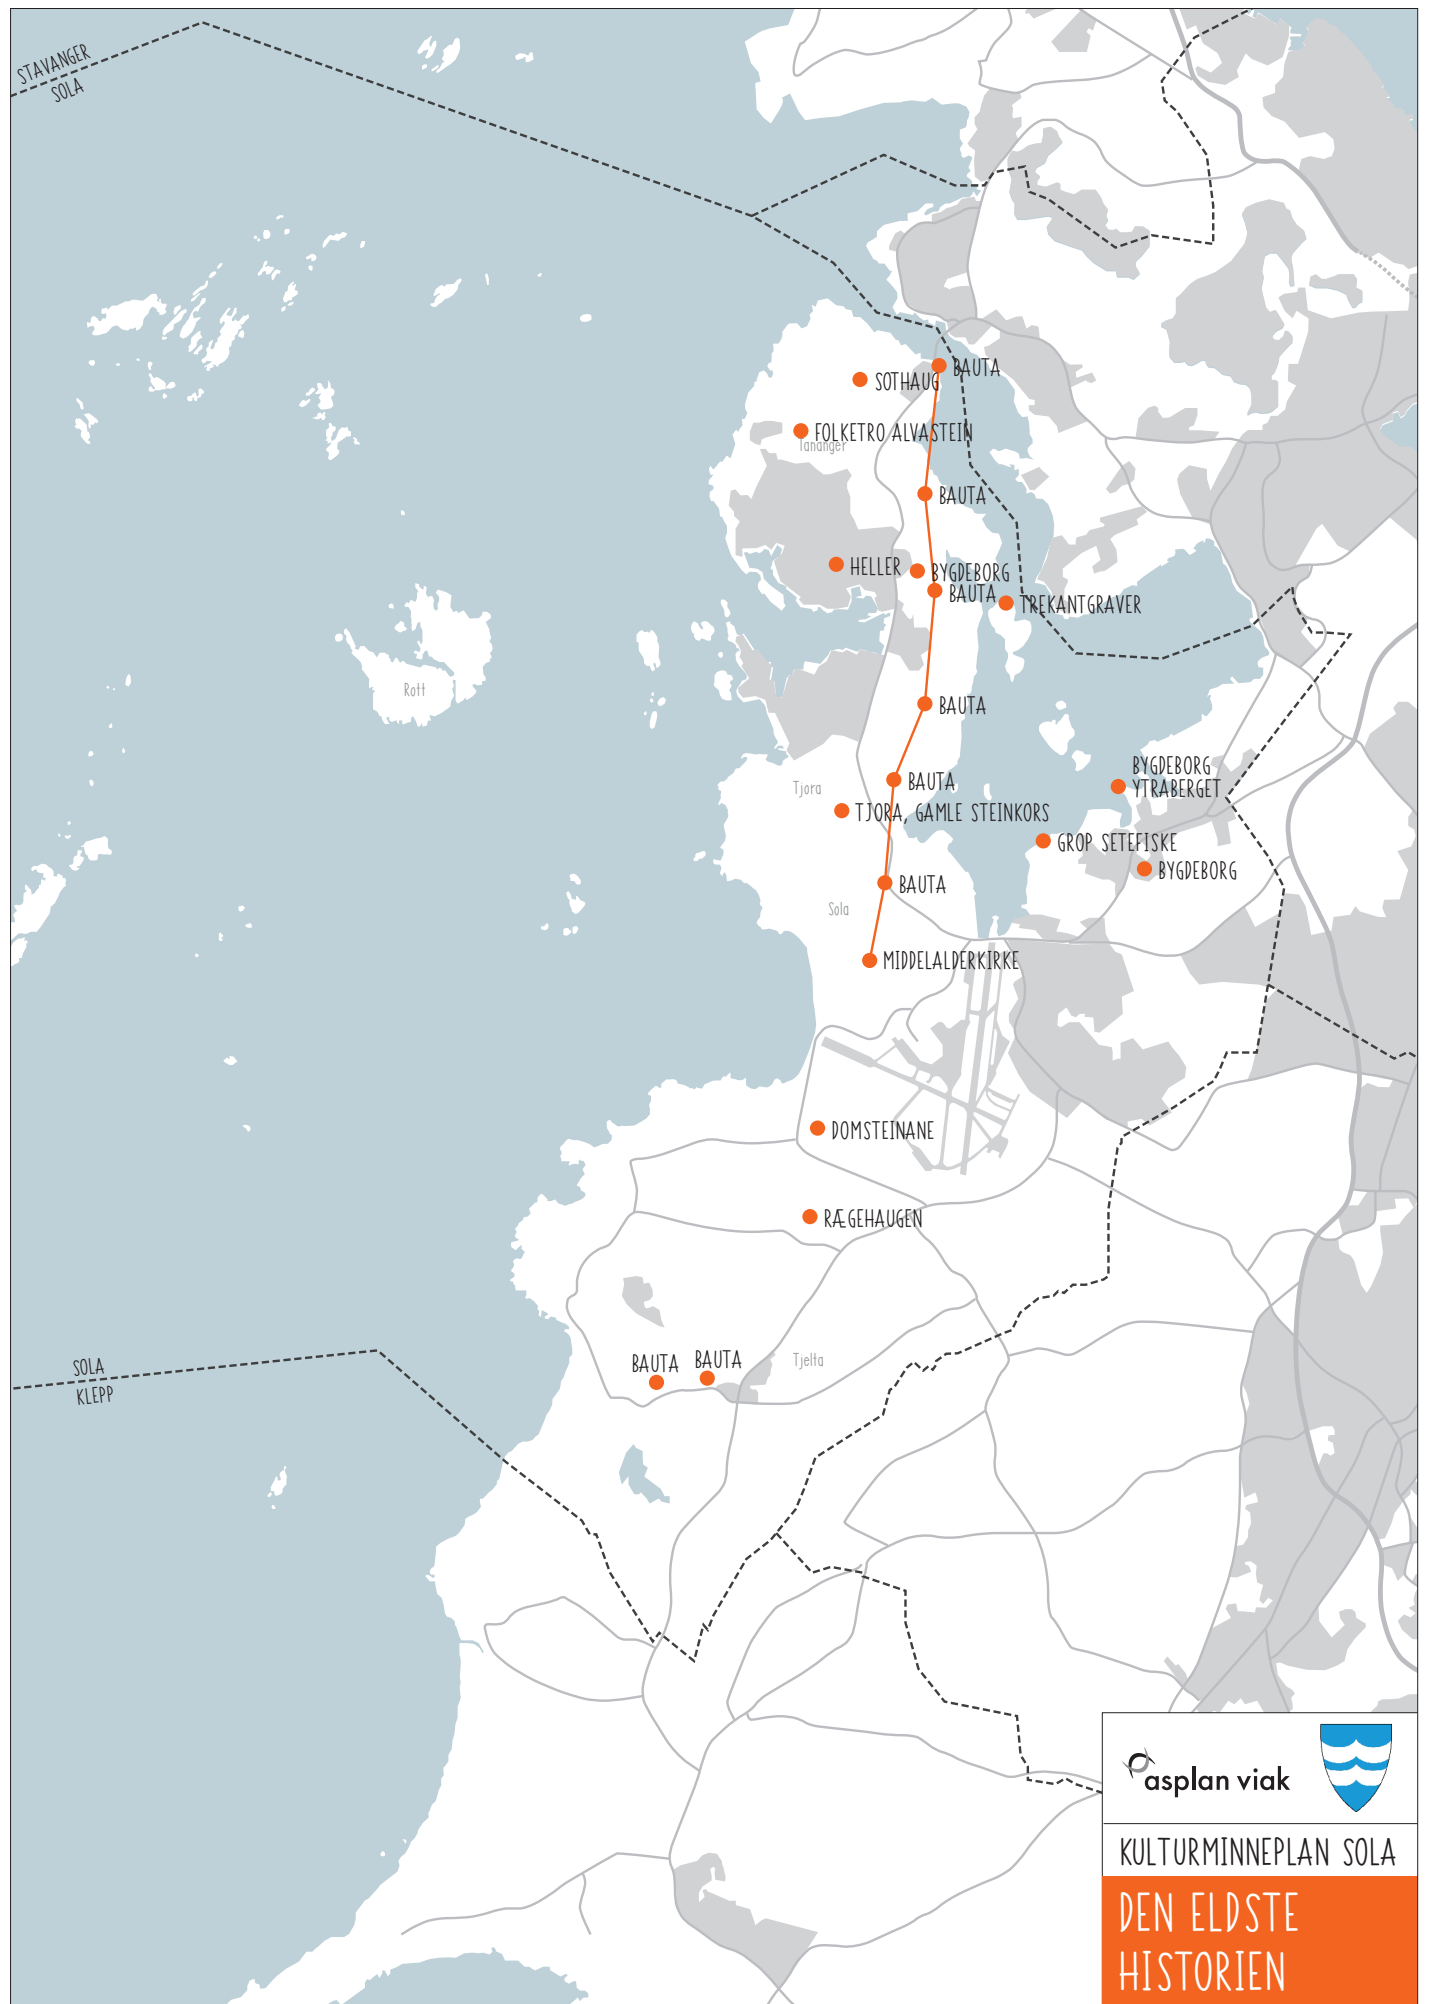 STAVANGER
SOLA
BAUTA
SOTHAUG
FOLKETRO ALVASTEIN
Tananger
BAUTA
HELLER
BYGDEBORG
BAUTA
TREKANTGRAVER
Rott
BAUTA
BYGDEBORG
YTRABERGET
BAUTA
Tjora
TJORA, GAMLE STEINKORS
GROP SETEFISKE
BYGDEBORG
BAUTA
Sola
MIDDELALDERKIRKE
DOMSTEINANE
RÆGEHAUGEN
BAUTA
BAUTA
Tjelta
SOLA
KLEPP
asplan viak
KULTURMINNEPLAN SOLA
DEN ELDSTE
HISTORIEN